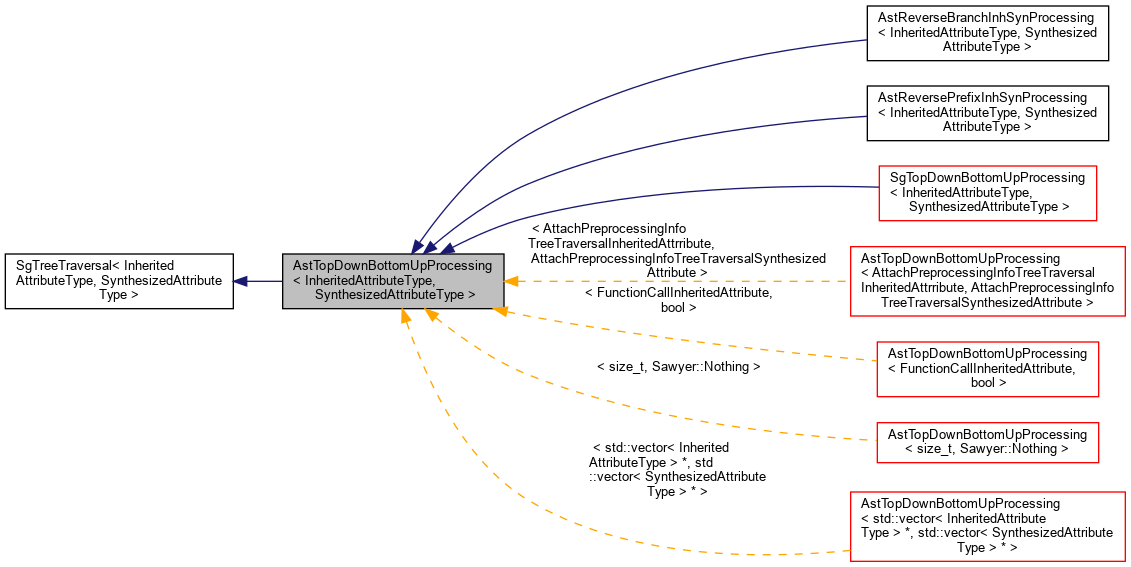 AstReverseBranchInhSynProcessing
< InheritedAttributeType, Synthesized
AttributeType >
AstReversePrefixInhSynProcessing
< InheritedAttributeType, Synthesized
AttributeType >
SgTopDownBottomUpProcessing
< InheritedAttributeType,
SynthesizedAttributeType >
SgTreeTraversal< Inherited
AttributeType, SynthesizedAttribute
Type >
AstTopDownBottomUpProcessing
< InheritedAttributeType,
SynthesizedAttributeType >
< AttachPreprocessingInfo
TreeTraversalInheritedAttrribute,
AttachPreprocessingInfoTreeTraversalSynthesized
Attribute >
AstTopDownBottomUpProcessing
< AttachPreprocessingInfoTreeTraversal
InheritedAttrribute, AttachPreprocessingInfo
TreeTraversalSynthesizedAttribute >
< FunctionCallInheritedAttribute,
bool >
AstTopDownBottomUpProcessing
< FunctionCallInheritedAttribute,
bool >
< size_t, Sawyer::Nothing >
AstTopDownBottomUpProcessing
< size_t, Sawyer::Nothing >
< std::vector< Inherited
AttributeType > *, std
::vector< SynthesizedAttribute
Type > * >
AstTopDownBottomUpProcessing
< std::vector< InheritedAttribute
Type > *, std::vector< SynthesizedAttribute
Type > * >